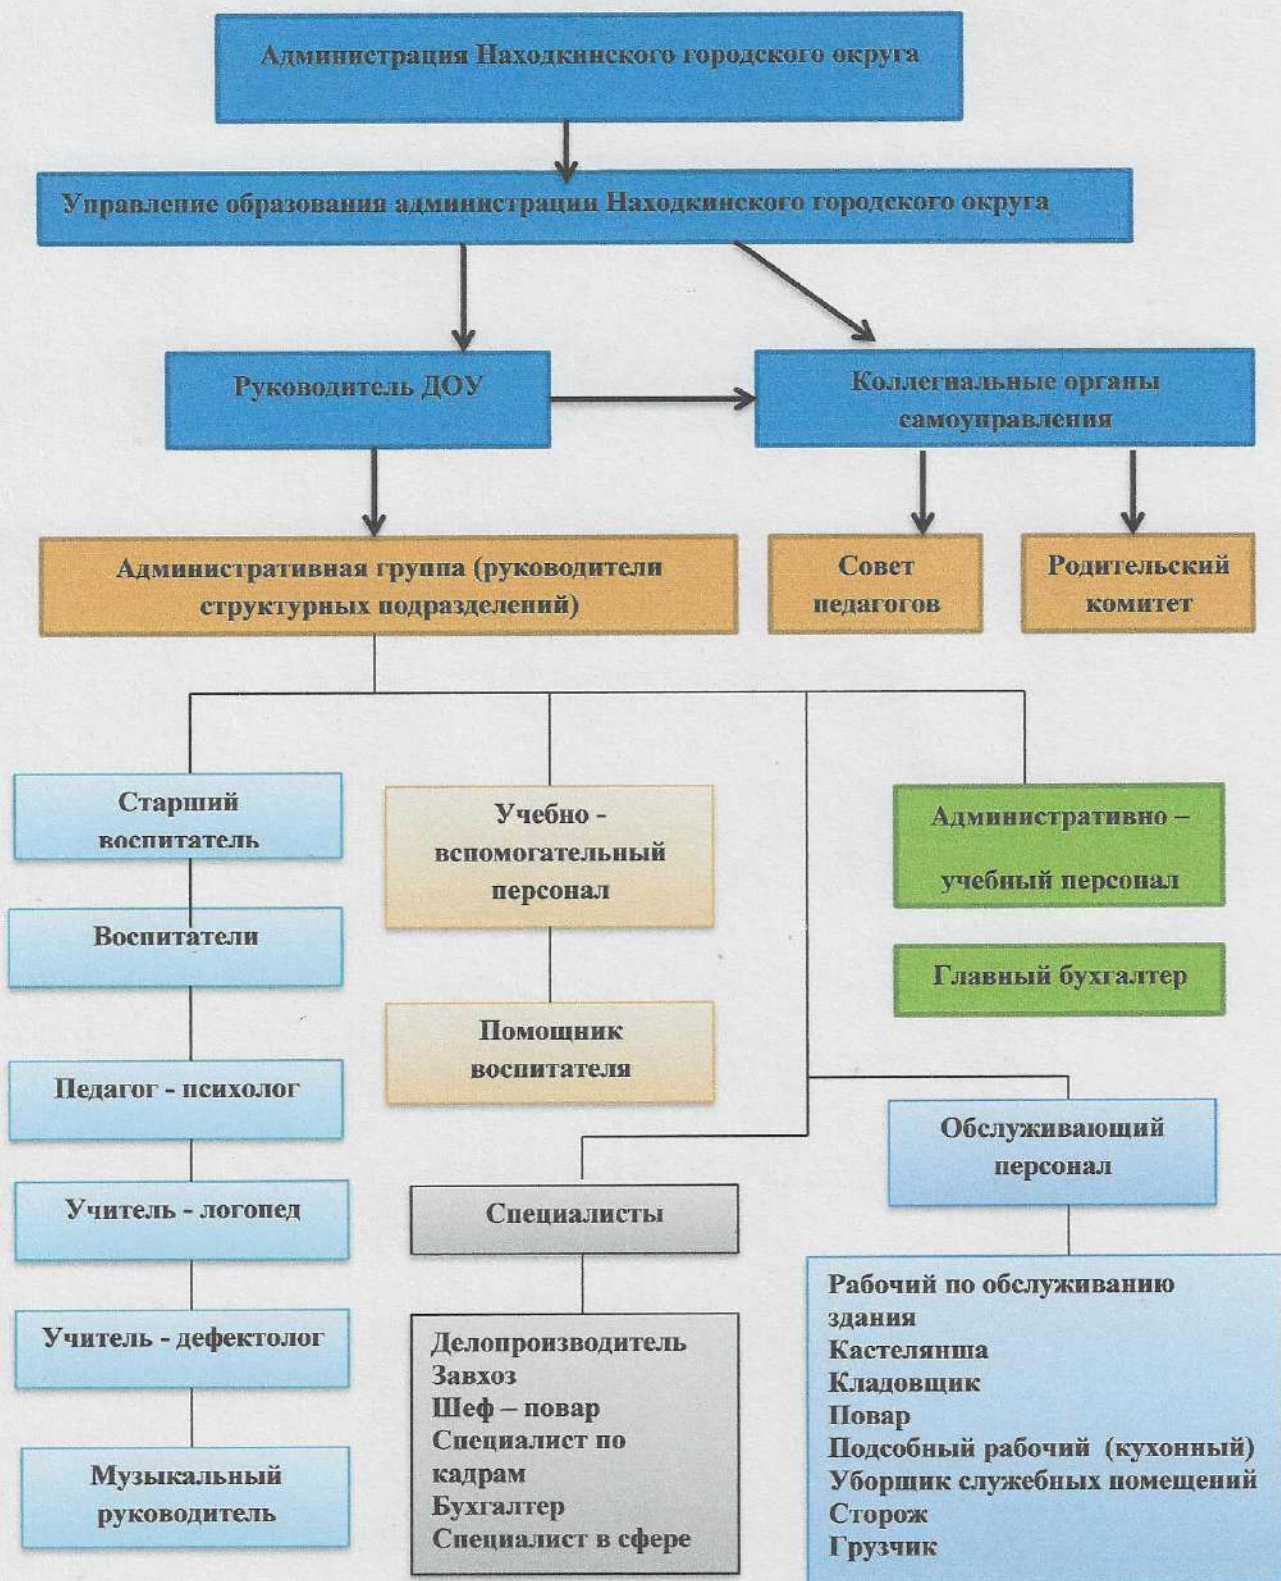 Администрация Находкинского городского округа
Управление образования администрации Находкинского городского округа
Руководитель ДОУ
Коллегиальные органы
самоуправления
Административная группа (руководители
структурных подразделений)
Совет
педагогов
Родительский
комитет
Старший
воспитатель
Воспитатели
Педагог - психолог
Учитель - логопед
Учитель - дефектолог
Музыкальный
руководитель
Учебно -
вспомогательный
персонал
Помощник
воспитателя
Административно –
учебный персонал
Главный бухгалтер
Специалисты
Делопроизводитель
Завхоз
Шеф – повар
Специалист по
кадрам
Бухгалтер
Специалист в сфере
Обслуживающий
персонал
Рабочий по обслуживанию
здания
Кастелянша
Кладовщик
Повар
Подсобный рабочий (кухонный)
Уборщик служебных помещений
Сторож
Грузчик